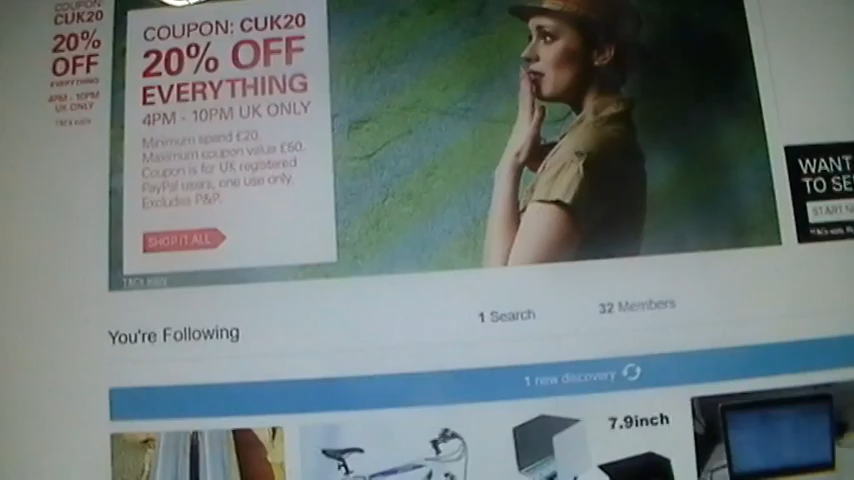 COUPON:
CUK20
20%
OFF
EVERYTHING
4PM - 10PM
UK ONLY
COUPON: CUK20
20% OFF
EVERYTHING
4PM - 10PM UK ONLY
Minimum spend £20.
Maximum coupon value £60.
Coupon is for UK registered
PayPal users, one use only.
Excludes P&P.
SHOP IT ALL
WANT
TO SE
START N
You're Following
1 Search
32 Members
1 new discovery
7.9inch